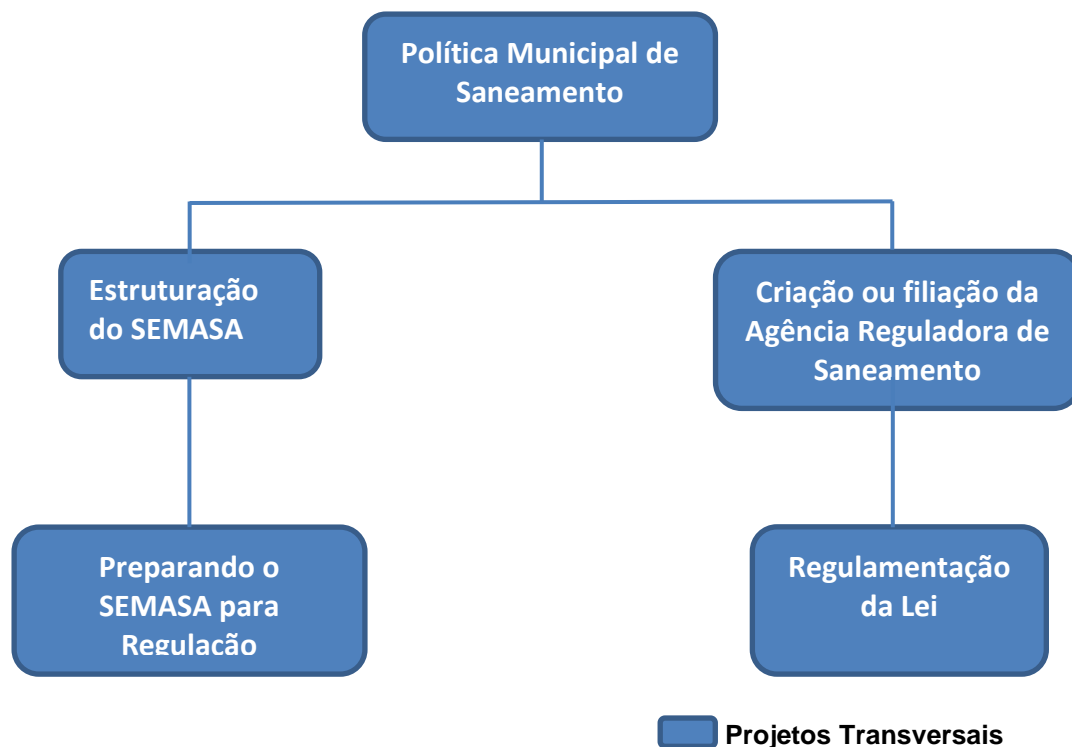 Política Municipal de
Saneamento
Estruturação
do SEMASA
Criação ou filiação da
Agência Reguladora de
Saneamento
Preparando o
SEMASA para
Regulação
Regulamentação
da Lei
Projetos Transversais